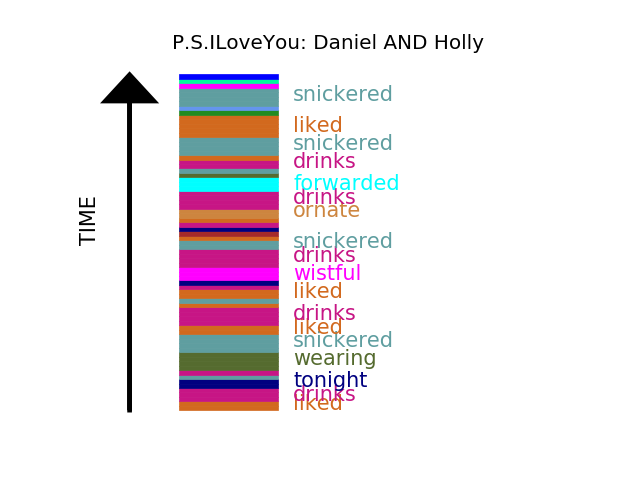 P.S.ILoveYou: Daniel AND Holly
snickered
liked
snickered
drinks
forwarded
drinks
ornate
snickered
drinks
wistful
liked
drinks
liked
snickered
wearing
tonight
drinks
liked
TIME